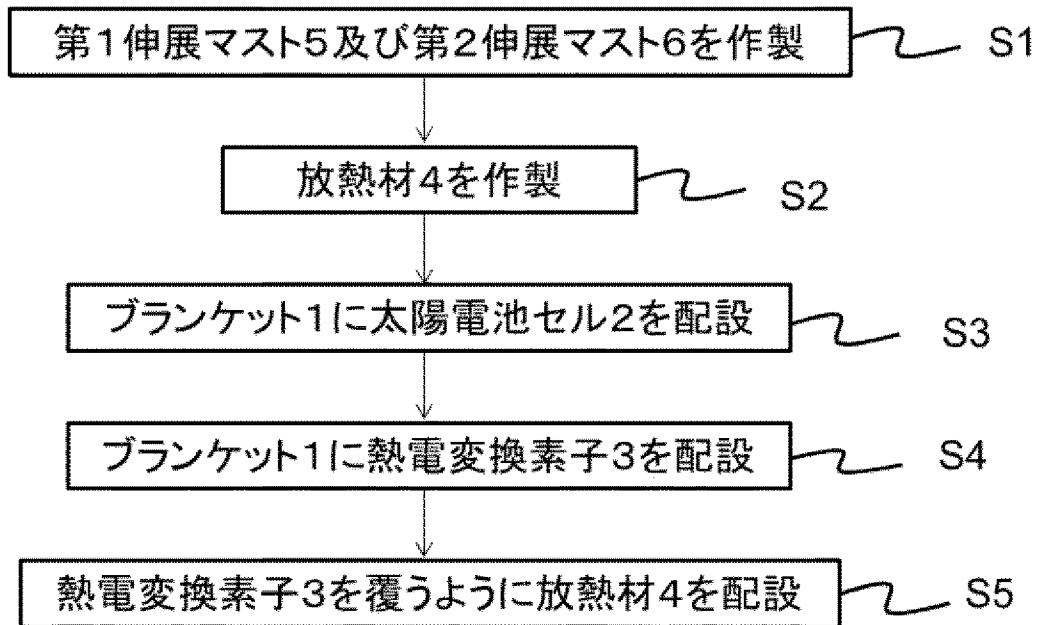 第1伸展マスト5及び第2伸展マスト6を作製
S1
放熱材4を作製
S2
ブランケット1に太陽電池セル2を配設
S3
ブランケット1に熱電変換素子3を配設
S4
熱電変換素子3を覆うように放熱材4を配設
S5